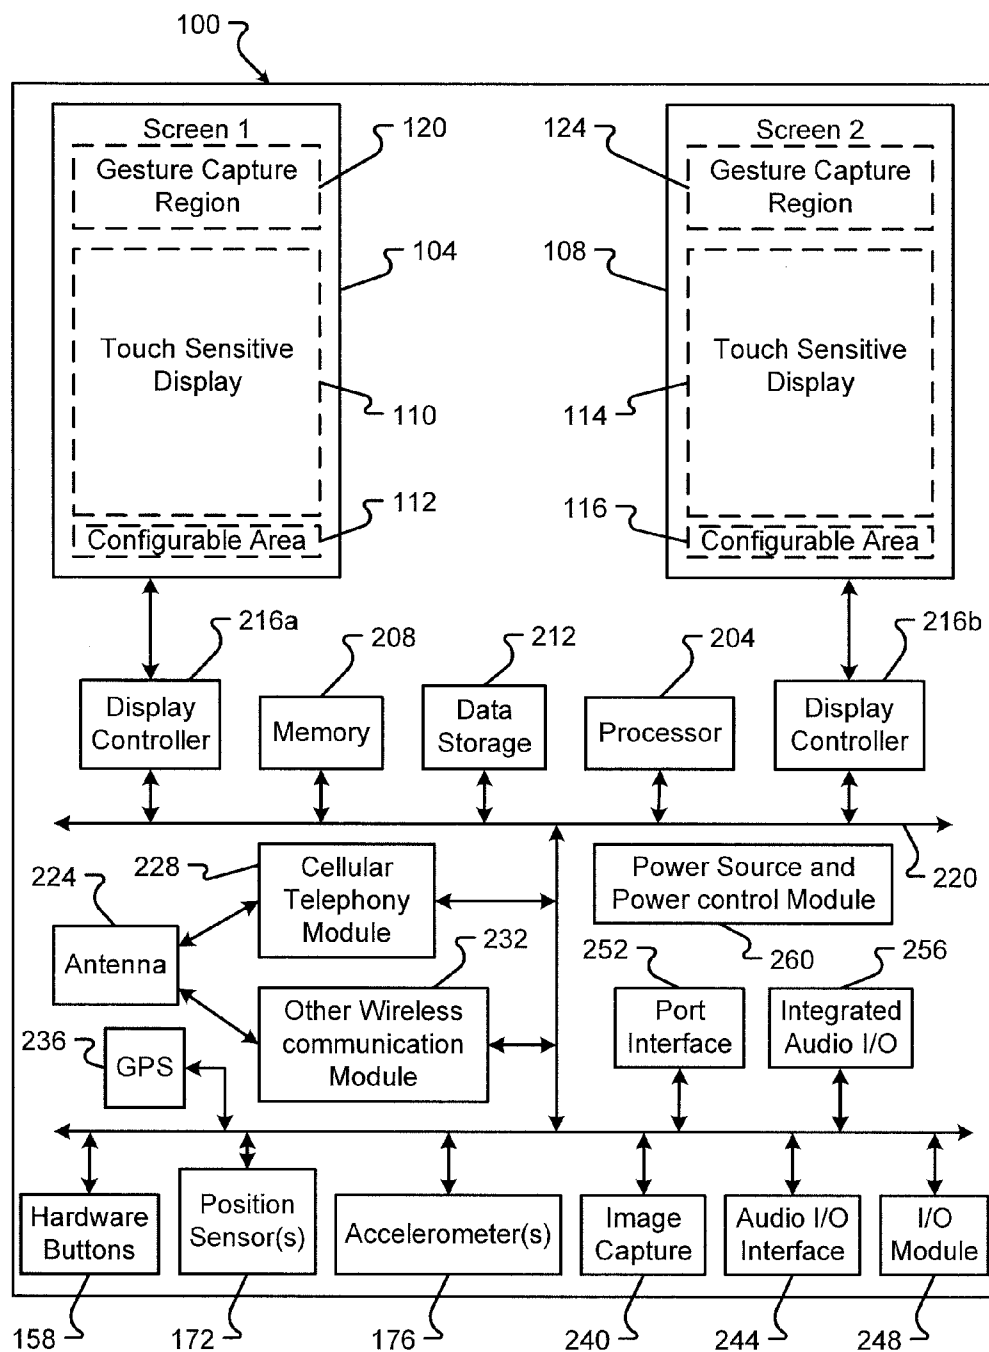 100
Screen 1
Gesture Capture
Region
120
104
Touch Sensitive
Display
110
112
Configurable Area
Screen 2
Gesture Capture
Region
124
108
Touch Sensitive
Display
114
116
Configurable Area
216a
208
212
204
216b
Display
Controller
Memory
Data
Storage
Processor
Display
Controller
220
228
Cellular
Telephony
Module
224
Antenna
232
Other Wireless
communication
Module
236
GPS
Power Source and
Power control Module
260
252
Port
Interface
256
Integrated
Audio I/O
Hardware
Buttons
Position
Sensor(s)
Accelerometer(s)
Image
Capture
Audio I/O
Interface
I/O
Module
158
172
176
240
244
248